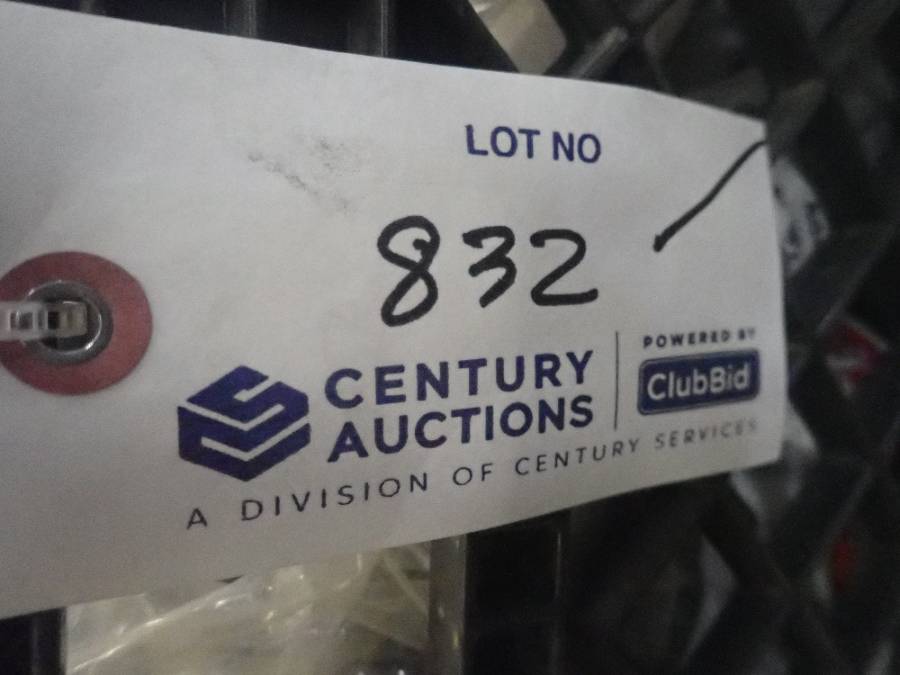 LOT NO
832
CENTURY
AUCTIONS
POWERED BY
ClubBid
A DIVISION OF CENTURY SERVICES